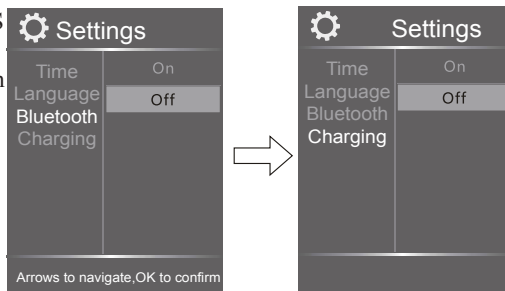 S
n
Settings
Time
Language
Bluetooth
Charging
On
Off
Arrows to navigate,OK to confirm
Settings
Time
Language
Bluetooth
Charging
On
Off